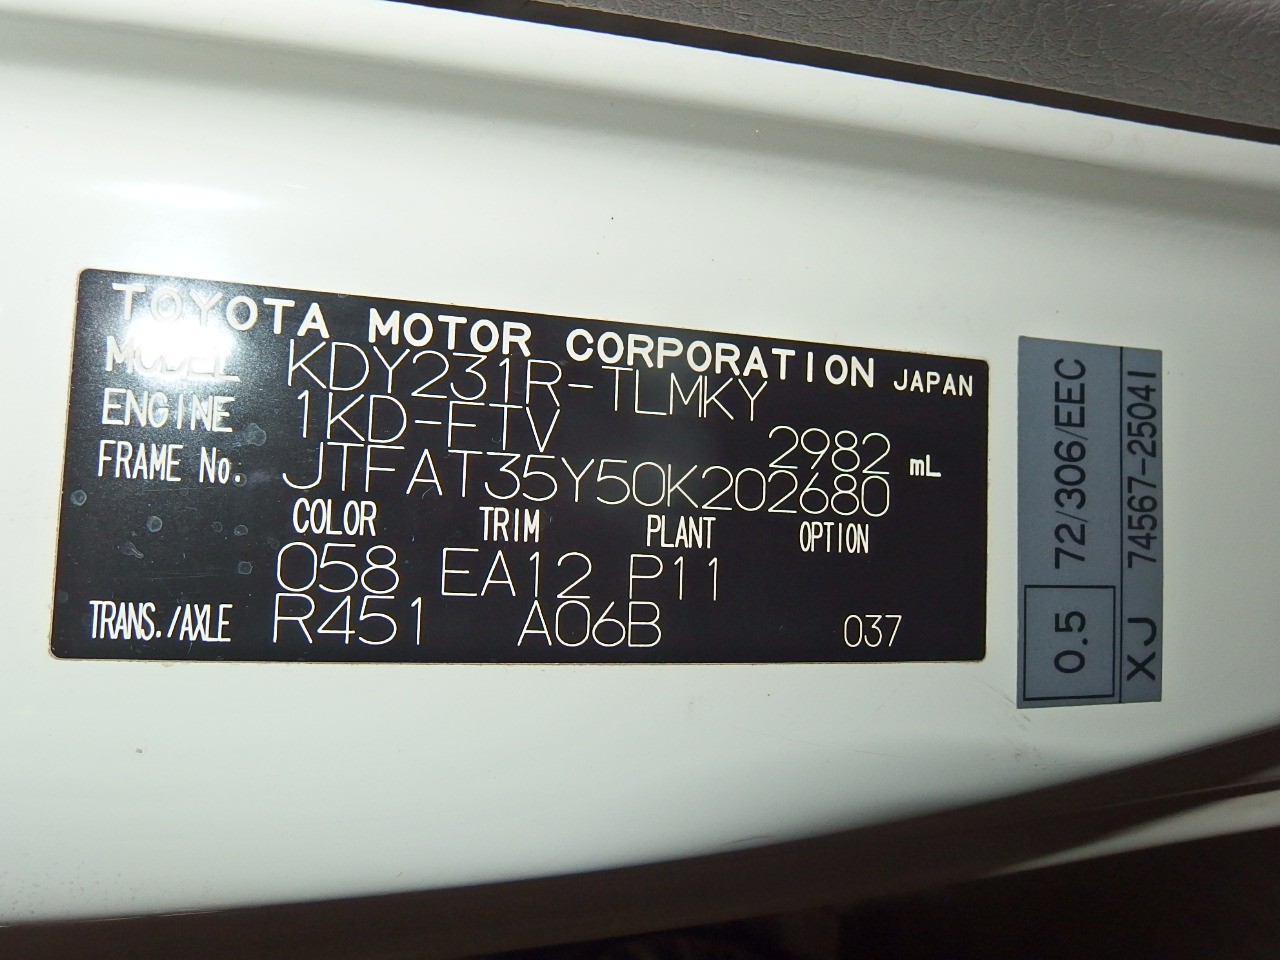 TOYOTA MOTOR CORPORATION JAPAN
MODEL KDY231R-TLMKY
ENGINE 1KD-FTV 2982 mL
FRAME No. JTFAT35Y50K202680
COLOR TRIM PLANT OPTION
058 EA12 P11
TRANS./AXLE R451 A06B 037
0.5 72/306/EEC
XJ 74567-25041